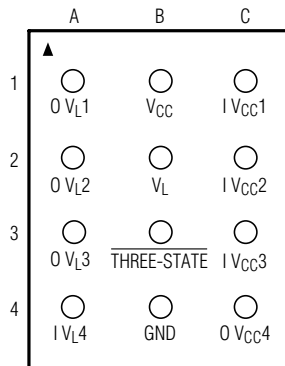 A B C
1
O VL1 VCC I VCC1
2
O VL2 VL I VCC2
3
O VL3 THREE-STATE I VCC3
4
I VL4 GND O VCC4